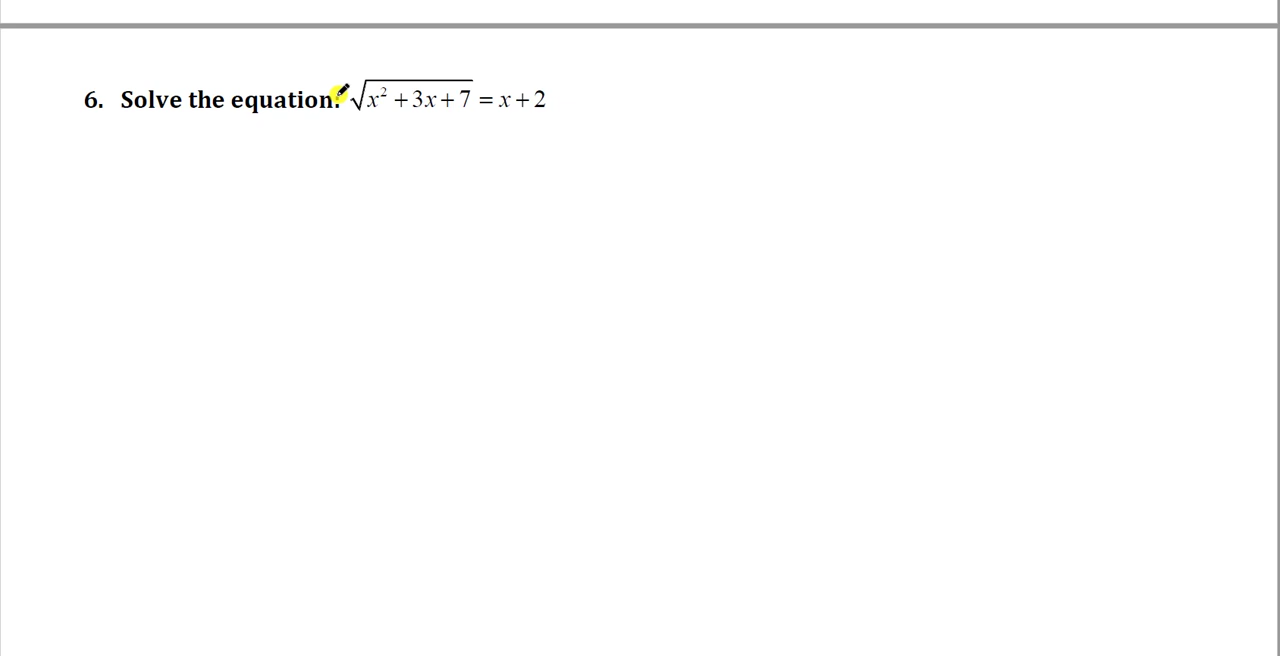 6. Solve the equation: √(x² + 3x + 7) = x + 2